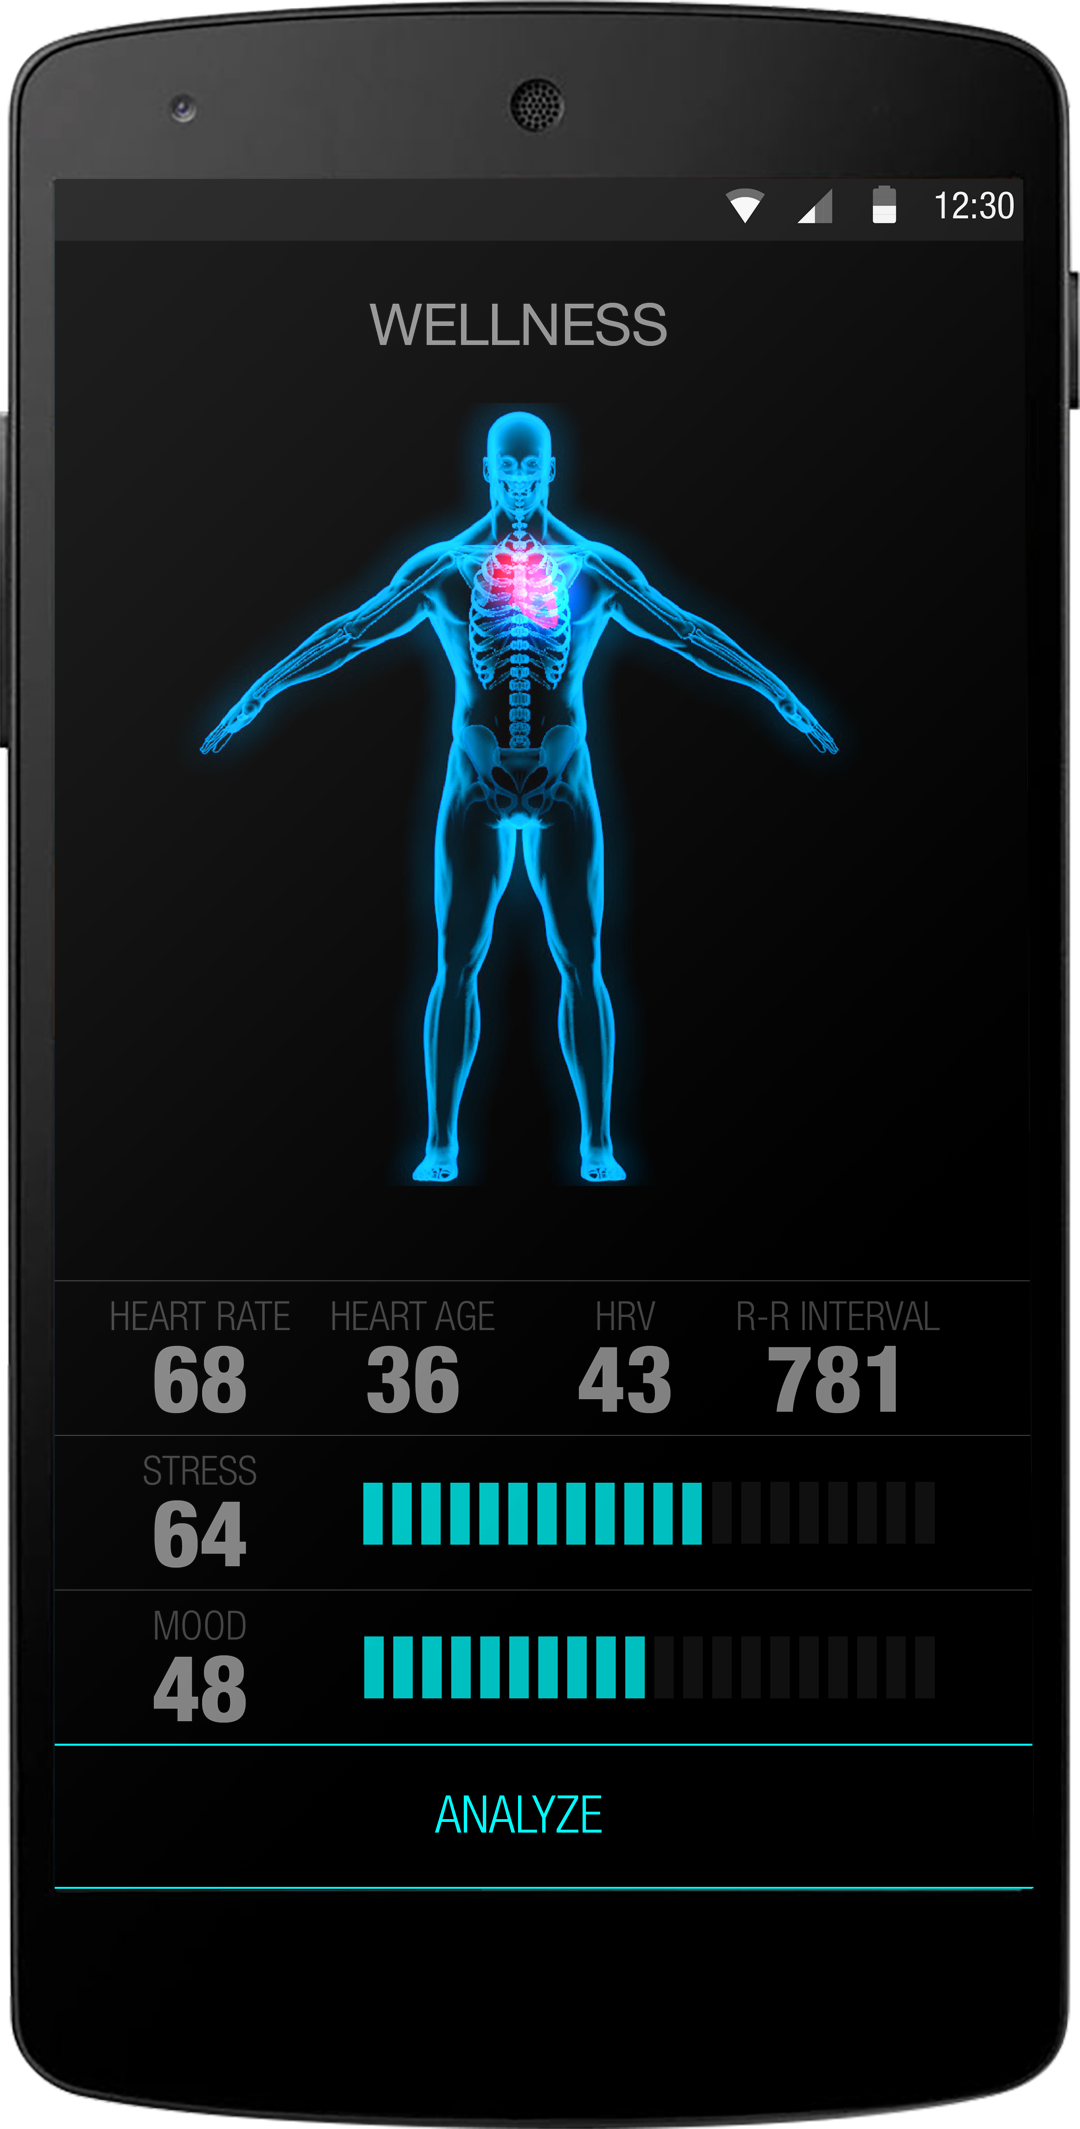 12:30
WELLNESS
HEART RATE HEART AGE HRV R-R INTERVAL
68 36 43 781
STRESS
64
MOOD
48
ANALYZE